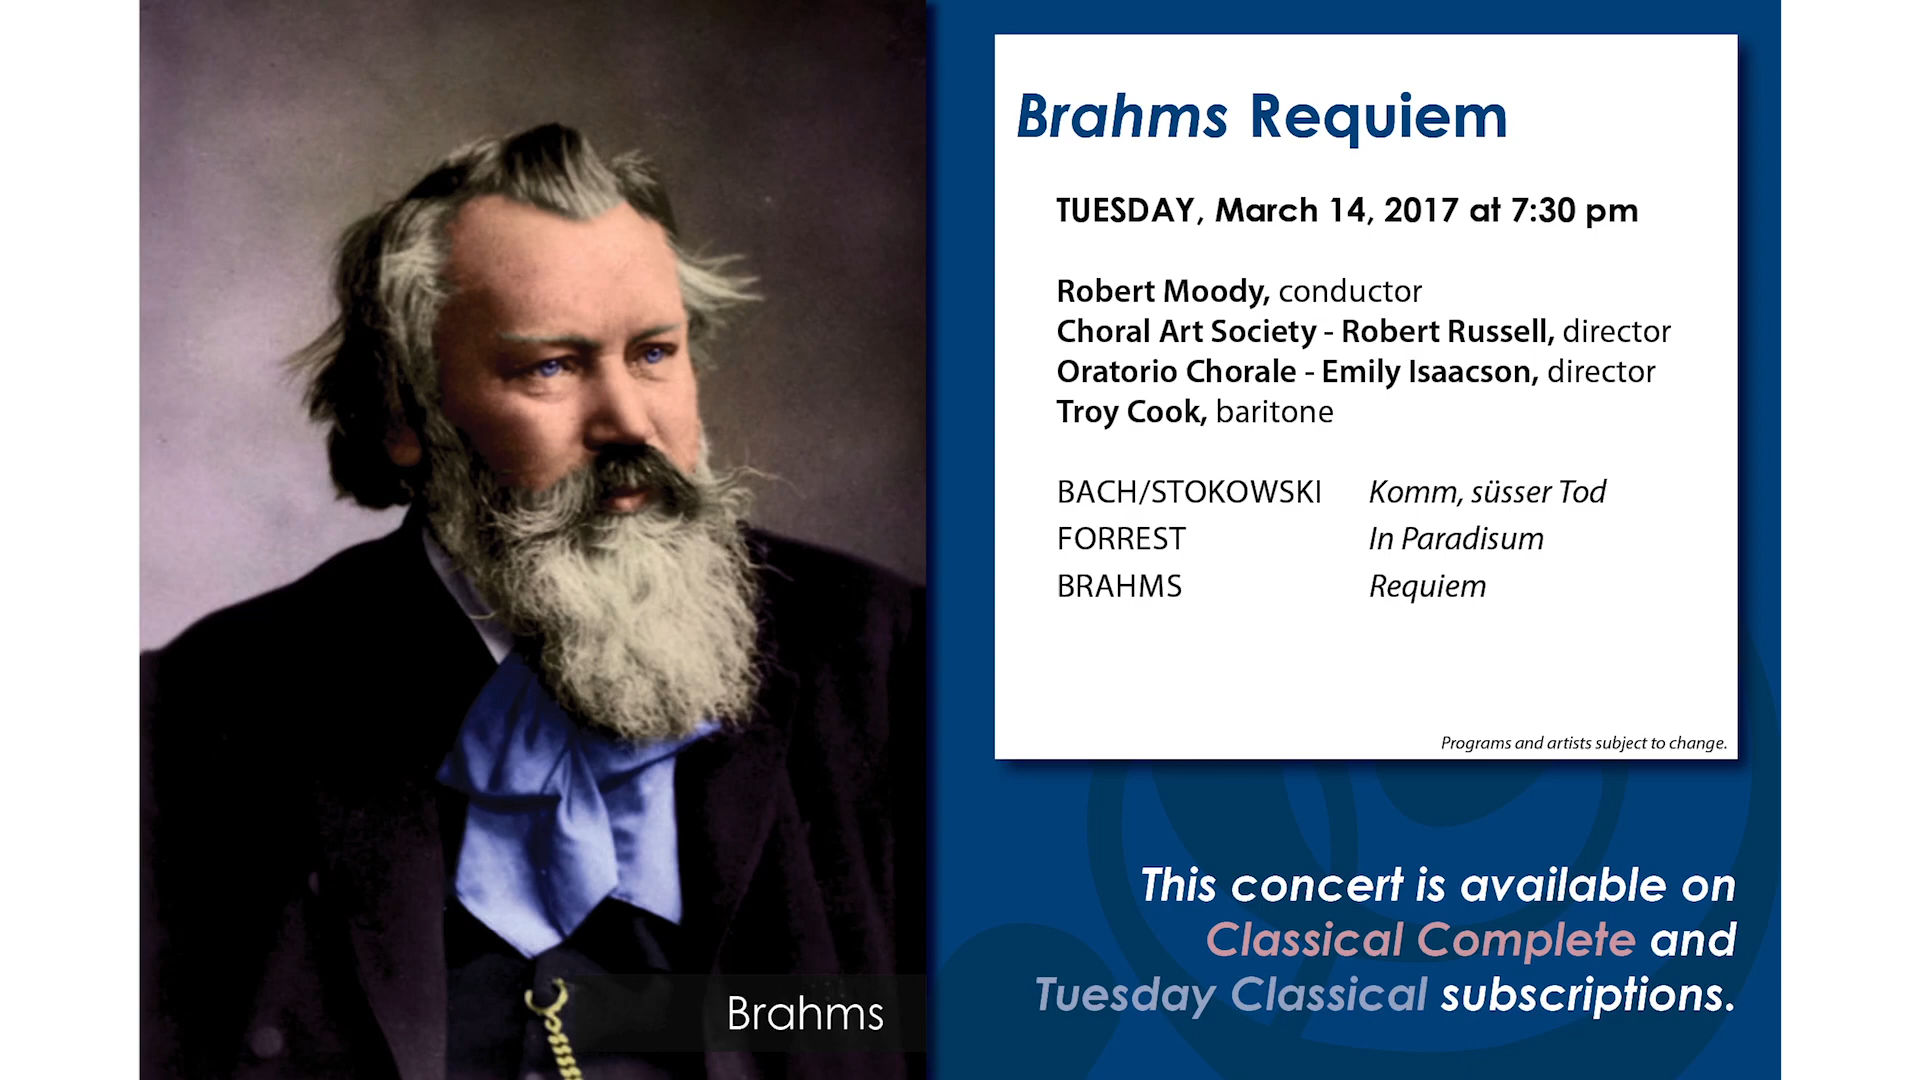 Brahms Requiem
TUESDAY, March 14, 2017 at 7:30 pm
Robert Moody, conductor
Choral Art Society - Robert Russell, director
Oratorio Chorale - Emily Isaacson, director
Troy Cook, baritone
BACH/STOKOWSKI Komm, süsser Tod
FORREST In Paradisum
BRAHMS Requiem
Programs and artists subject to change.
This concert is available on
Classical Complete and
Tuesday Classical subscriptions.
Brahms